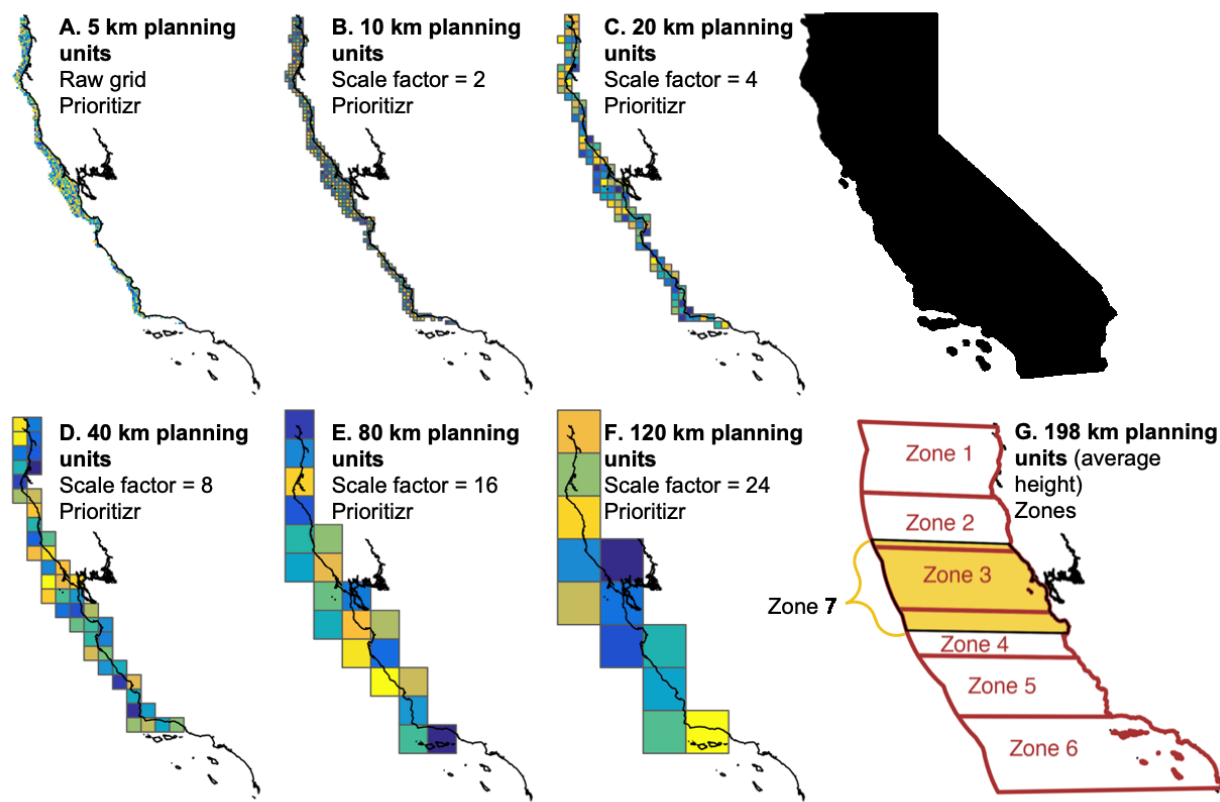 A. 5 km planning
units
Raw grid
Prioritizr
B. 10 km planning
units
Scale factor = 2
Prioritizr
C. 20 km planning
units
Scale factor = 4
Prioritizr
D. 40 km planning
units
Scale factor = 8
Prioritizr
E. 80 km planning
units
Scale factor = 16
Prioritizr
F. 120 km planning
units
Scale factor = 24
Prioritizr
G. 198 km planning
units (average
height)
Zones
Zone 1
Zone 2
Zone 3
Zone 7
Zone 4
Zone 5
Zone 6